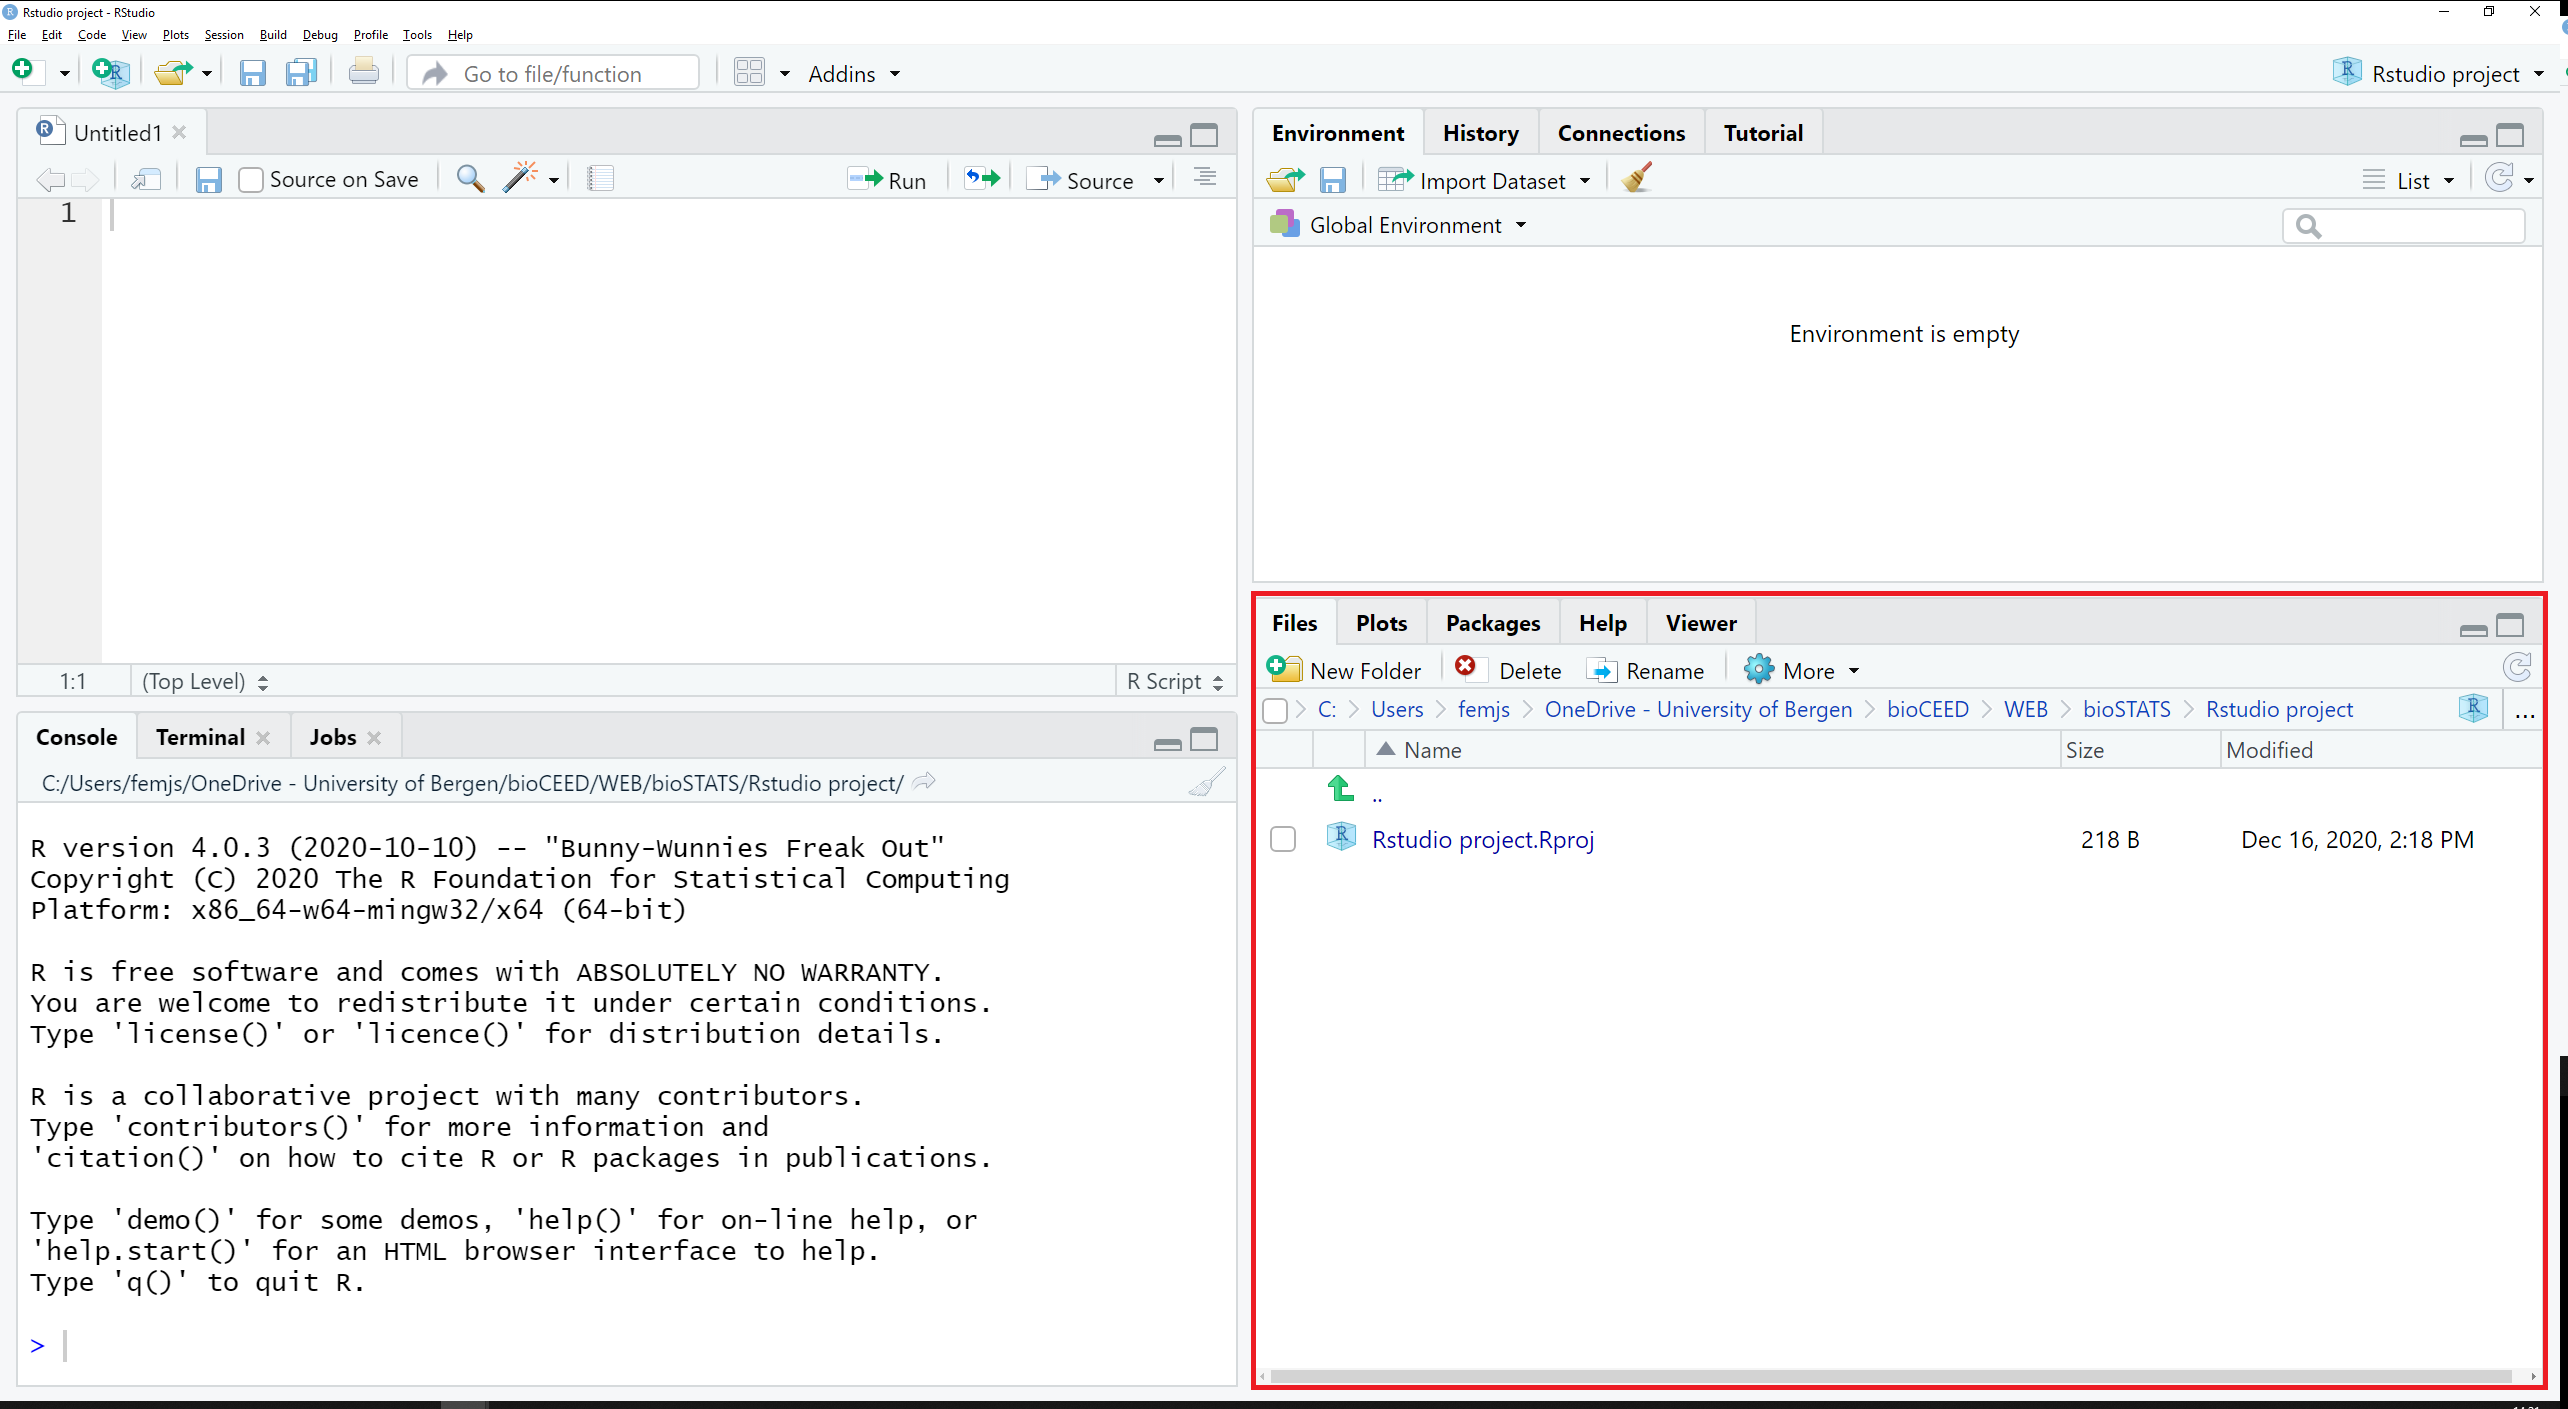 Rstudio project - RStudio
File Edit Code View Plots Session Build Debug Profile Tools Help
Go to file/function Addins Rstudio project
Untitled1
Source on Save Run Source
1
1:1 (Top Level) R Script
Console Terminal Jobs
C:/Users/femjs/OneDrive - University of Bergen/bioCEED/WEB/bioSTATS/Rstudio project/
R version 4.0.3 (2020-10-10) -- "Bunny-Wunnies Freak Out"
Copyright (C) 2020 The R Foundation for Statistical Computing
Platform: x86_64-w64-mingw32/x64 (64-bit)
R is free software and comes with ABSOLUTELY NO WARRANTY.
You are welcome to redistribute it under certain conditions.
Type 'license()' or 'licence()' for distribution details.
R is a collaborative project with many contributors.
Type 'contributors()' for more information and
'citation()' on how to cite R or R packages in publications.
Type 'demo()' for some demos, 'help()' for on-line help, or
'help.start()' for an HTML browser interface to help.
Type 'q()' to quit R.
>
Environment History Connections Tutorial
Import Dataset List
Global Environment
Environment is empty
Files Plots Packages Help Viewer
New Folder Delete Rename More
C: Users femjs OneDrive - University of Bergen bioCEED WEB bioSTATS Rstudio project ...
Name Size Modified
..
Rstudio project.Rproj 218 B Dec 16, 2020, 2:18 PM